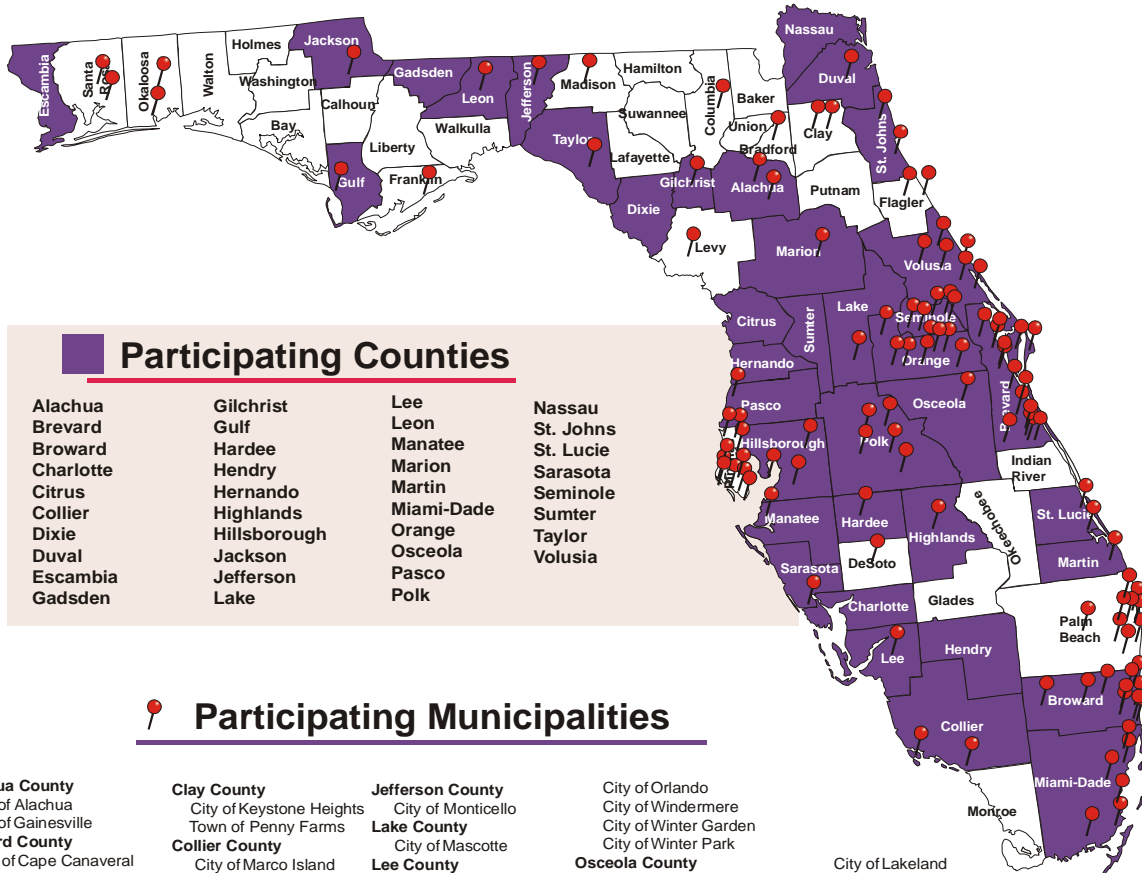 Nassau
Jackson
Holmes
Escambia
Santa
Rosa
Okaloosa
Walton
Washington
Gadsden
Leon
Jefferson
Madison
Hamilton
Columbia
Baker
Duval
Calhoun
Bay
Liberty
Walkulla
Suwannee
Union
Bradford
Clay
St. Johns
Taylor
Lafayette
Gulf
Franklin
Gilchrist
Alachua
Putnam
Flagler
Dixie
Levy
Marion
Volusia
Citrus
Sumter
Lake
Seminole
Hernando
Orange
Pasco
Osceola
Brevard
Hillsborough
Polk
Indian
River
Manatee
Hardee
Highlands
Okeechobee
St. Lucie
Sarasota
DeSoto
Martin
Charlotte
Glades
Palm
Beach
Lee
Hendry
Collier
Broward
Miami-Dade
Monroe
Participating Counties
Alachua
Brevard
Broward
Charlotte
Citrus
Collier
Dixie
Duval
Escambia
Gadsden
Gilchrist
Gulf
Hardee
Hendry
Hernando
Highlands
Hillsborough
Jackson
Jefferson
Lake
Lee
Leon
Manatee
Marion
Martin
Miami-Dade
Orange
Osceola
Pasco
Polk
Nassau
St. Johns
St. Lucie
Sarasota
Seminole
Sumter
Taylor
Volusia
Participating Municipalities
ua County
of Alachua
of Gainesville
rd County
of Cape Canaveral
Clay County
City of Keystone Heights
Town of Penny Farms
Collier County
City of Marco Island
Jefferson County
City of Monticello
Lake County
City of Mascotte
Lee County
City of Orlando
City of Windermere
City of Winter Garden
City of Winter Park
Osceola County
City of Lakeland